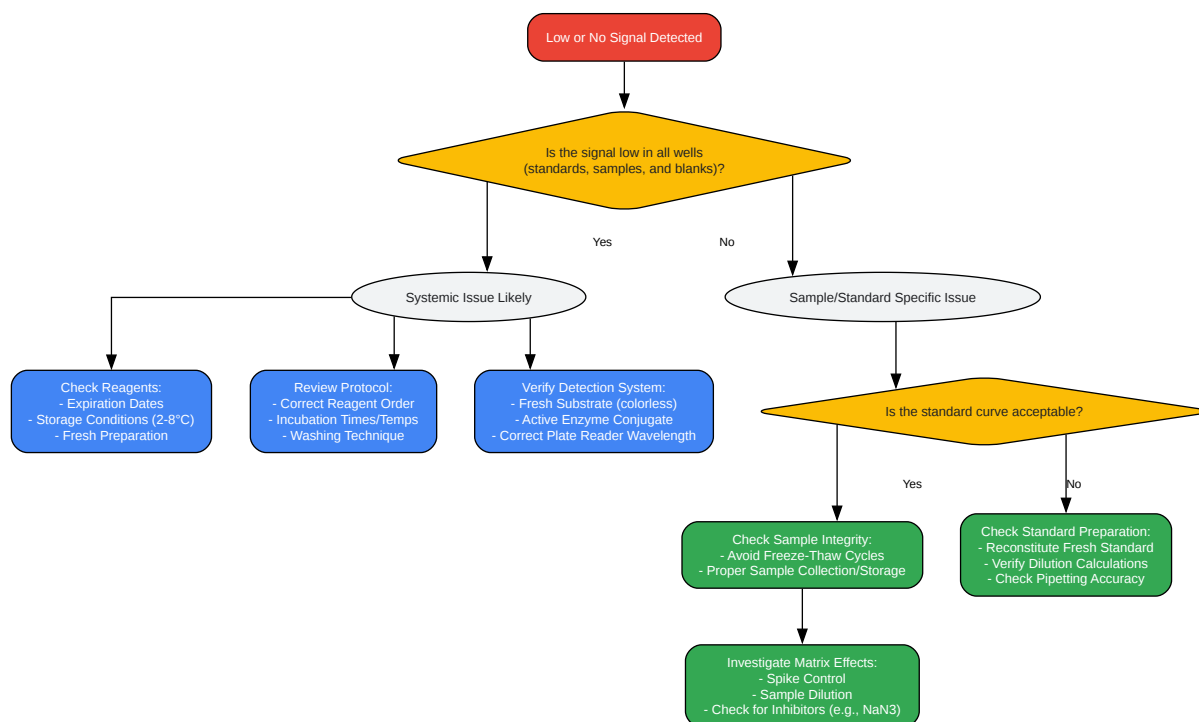 Low or No Signal Detected
Is the signal low in all wells
(standards, samples, and blanks)?
Yes
No
Systemic Issue Likely
Sample/Standard Specific Issue
Check Reagents:
- Expiration Dates
- Storage Conditions (2-8°C)
- Fresh Preparation
Review Protocol:
- Correct Reagent Order
- Incubation Times/Temps
- Washing Technique
Verify Detection System:
- Fresh Substrate (colorless)
- Active Enzyme Conjugate
- Correct Plate Reader Wavelength
Is the standard curve acceptable?
Yes
No
Check Sample Integrity:
- Avoid Freeze-Thaw Cycles
- Proper Sample Collection/Storage
Check Standard Preparation:
- Reconstitute Fresh Standard
- Verify Dilution Calculations
- Check Pipetting Accuracy
Investigate Matrix Effects:
- Spike Control
- Sample Dilution
- Check for Inhibitors (e.g., NaN3)